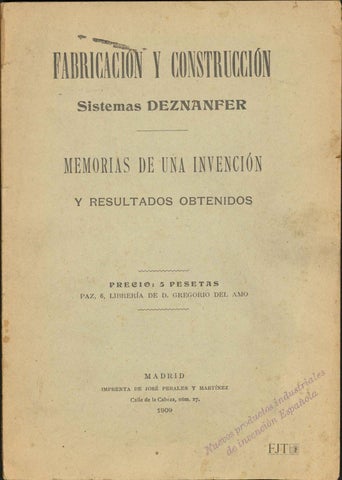 FABRICACIÓN Y CONSTRUCCIÓN
Sistemas DEZNANFER
MEMORIAS DE UNA INVENCIÓN
Y RESULTADOS OBTENIDOS
PRECIO: 5 PESETAS
PAZ, 6, LIBRERÍA DE D. GREGORIO DEL AMO
MADRID
IMPRENTA DE JOSÉ PERALES Y MARTÍNEZ
Calle de la Cabeza, núm. 27.
1909
Nuevos productos industriales
de invención Española.
FJT